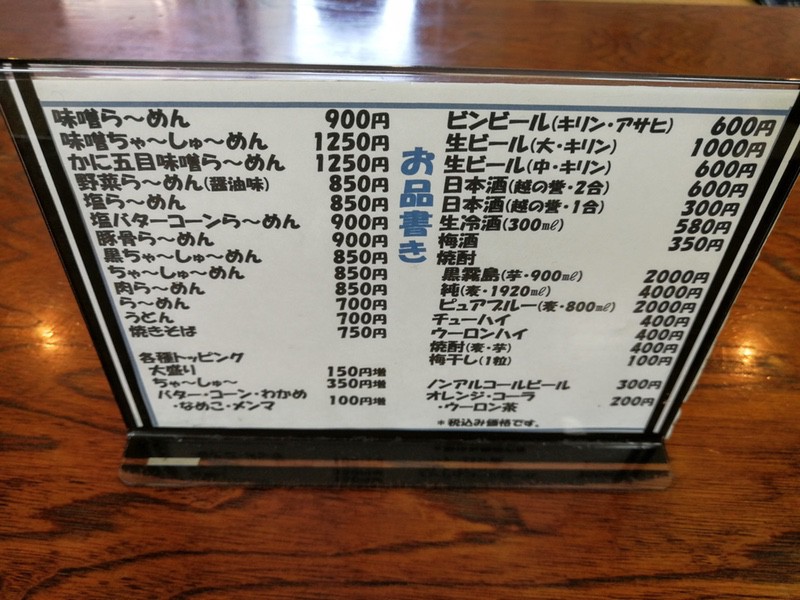 味噌ら〜めん 900円
味噌ちゃ〜しゅ〜めん 1250円
かに五目味噌ら〜めん 1250円
野菜ら〜めん(醤油味) 850円
塩ら〜めん 850円
塩バターコーンら〜めん 900円
豚骨ら〜めん 900円
黒ちゃ〜しゅ〜めん 850円
ちゃ〜しゅ〜めん 850円
肉ら〜めん 850円
ら〜めん 700円
うどん 700円
焼きそば 750円
各種トッピング
大盛り 150円増
ちゃ〜しゅ〜 350円増
バター・コーン・わかめ
・なめこ・メンマ 100円増
お品書き
ビンビール(キリン・アサヒ) 600円
生ビール(大・キリン) 1000円
生ビール(中・キリン) 600円
日本酒(越の誉・2合) 600円
日本酒(越の誉・1合) 300円
生冷酒(300㎖) 580円
梅酒 350円
焼酎
黒霧島(芋・900㎖) 2000円
純(麦・1920㎖) 4000円
ピュアブルー(麦・800㎖) 2000円
チューハイ 400円
ウーロンハイ 400円
焼酎(麦・芋) 400円
梅干し(1粒) 100円
ノンアルコールビール 300円
オレンジ・コーラ
・ウーロン茶 200円
*税込み価格です。